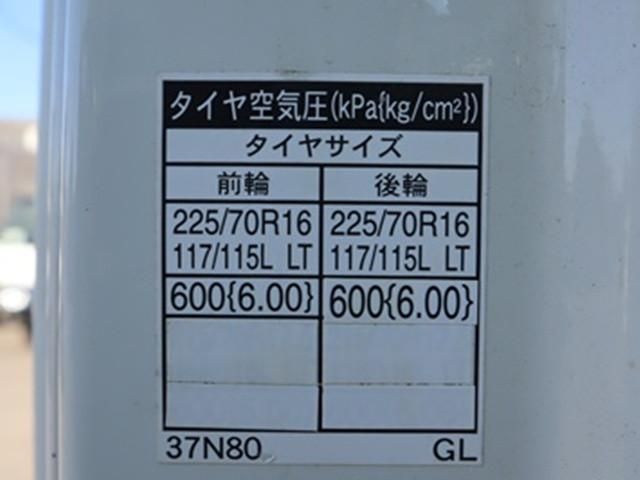 タイヤ空気圧(kPa{kg/cm²})
タイヤサイズ
前輪 後輪
225/70R16 225/70R16
117/115L LT 117/115L LT
600{6.00} 600{6.00}
37N80 GL